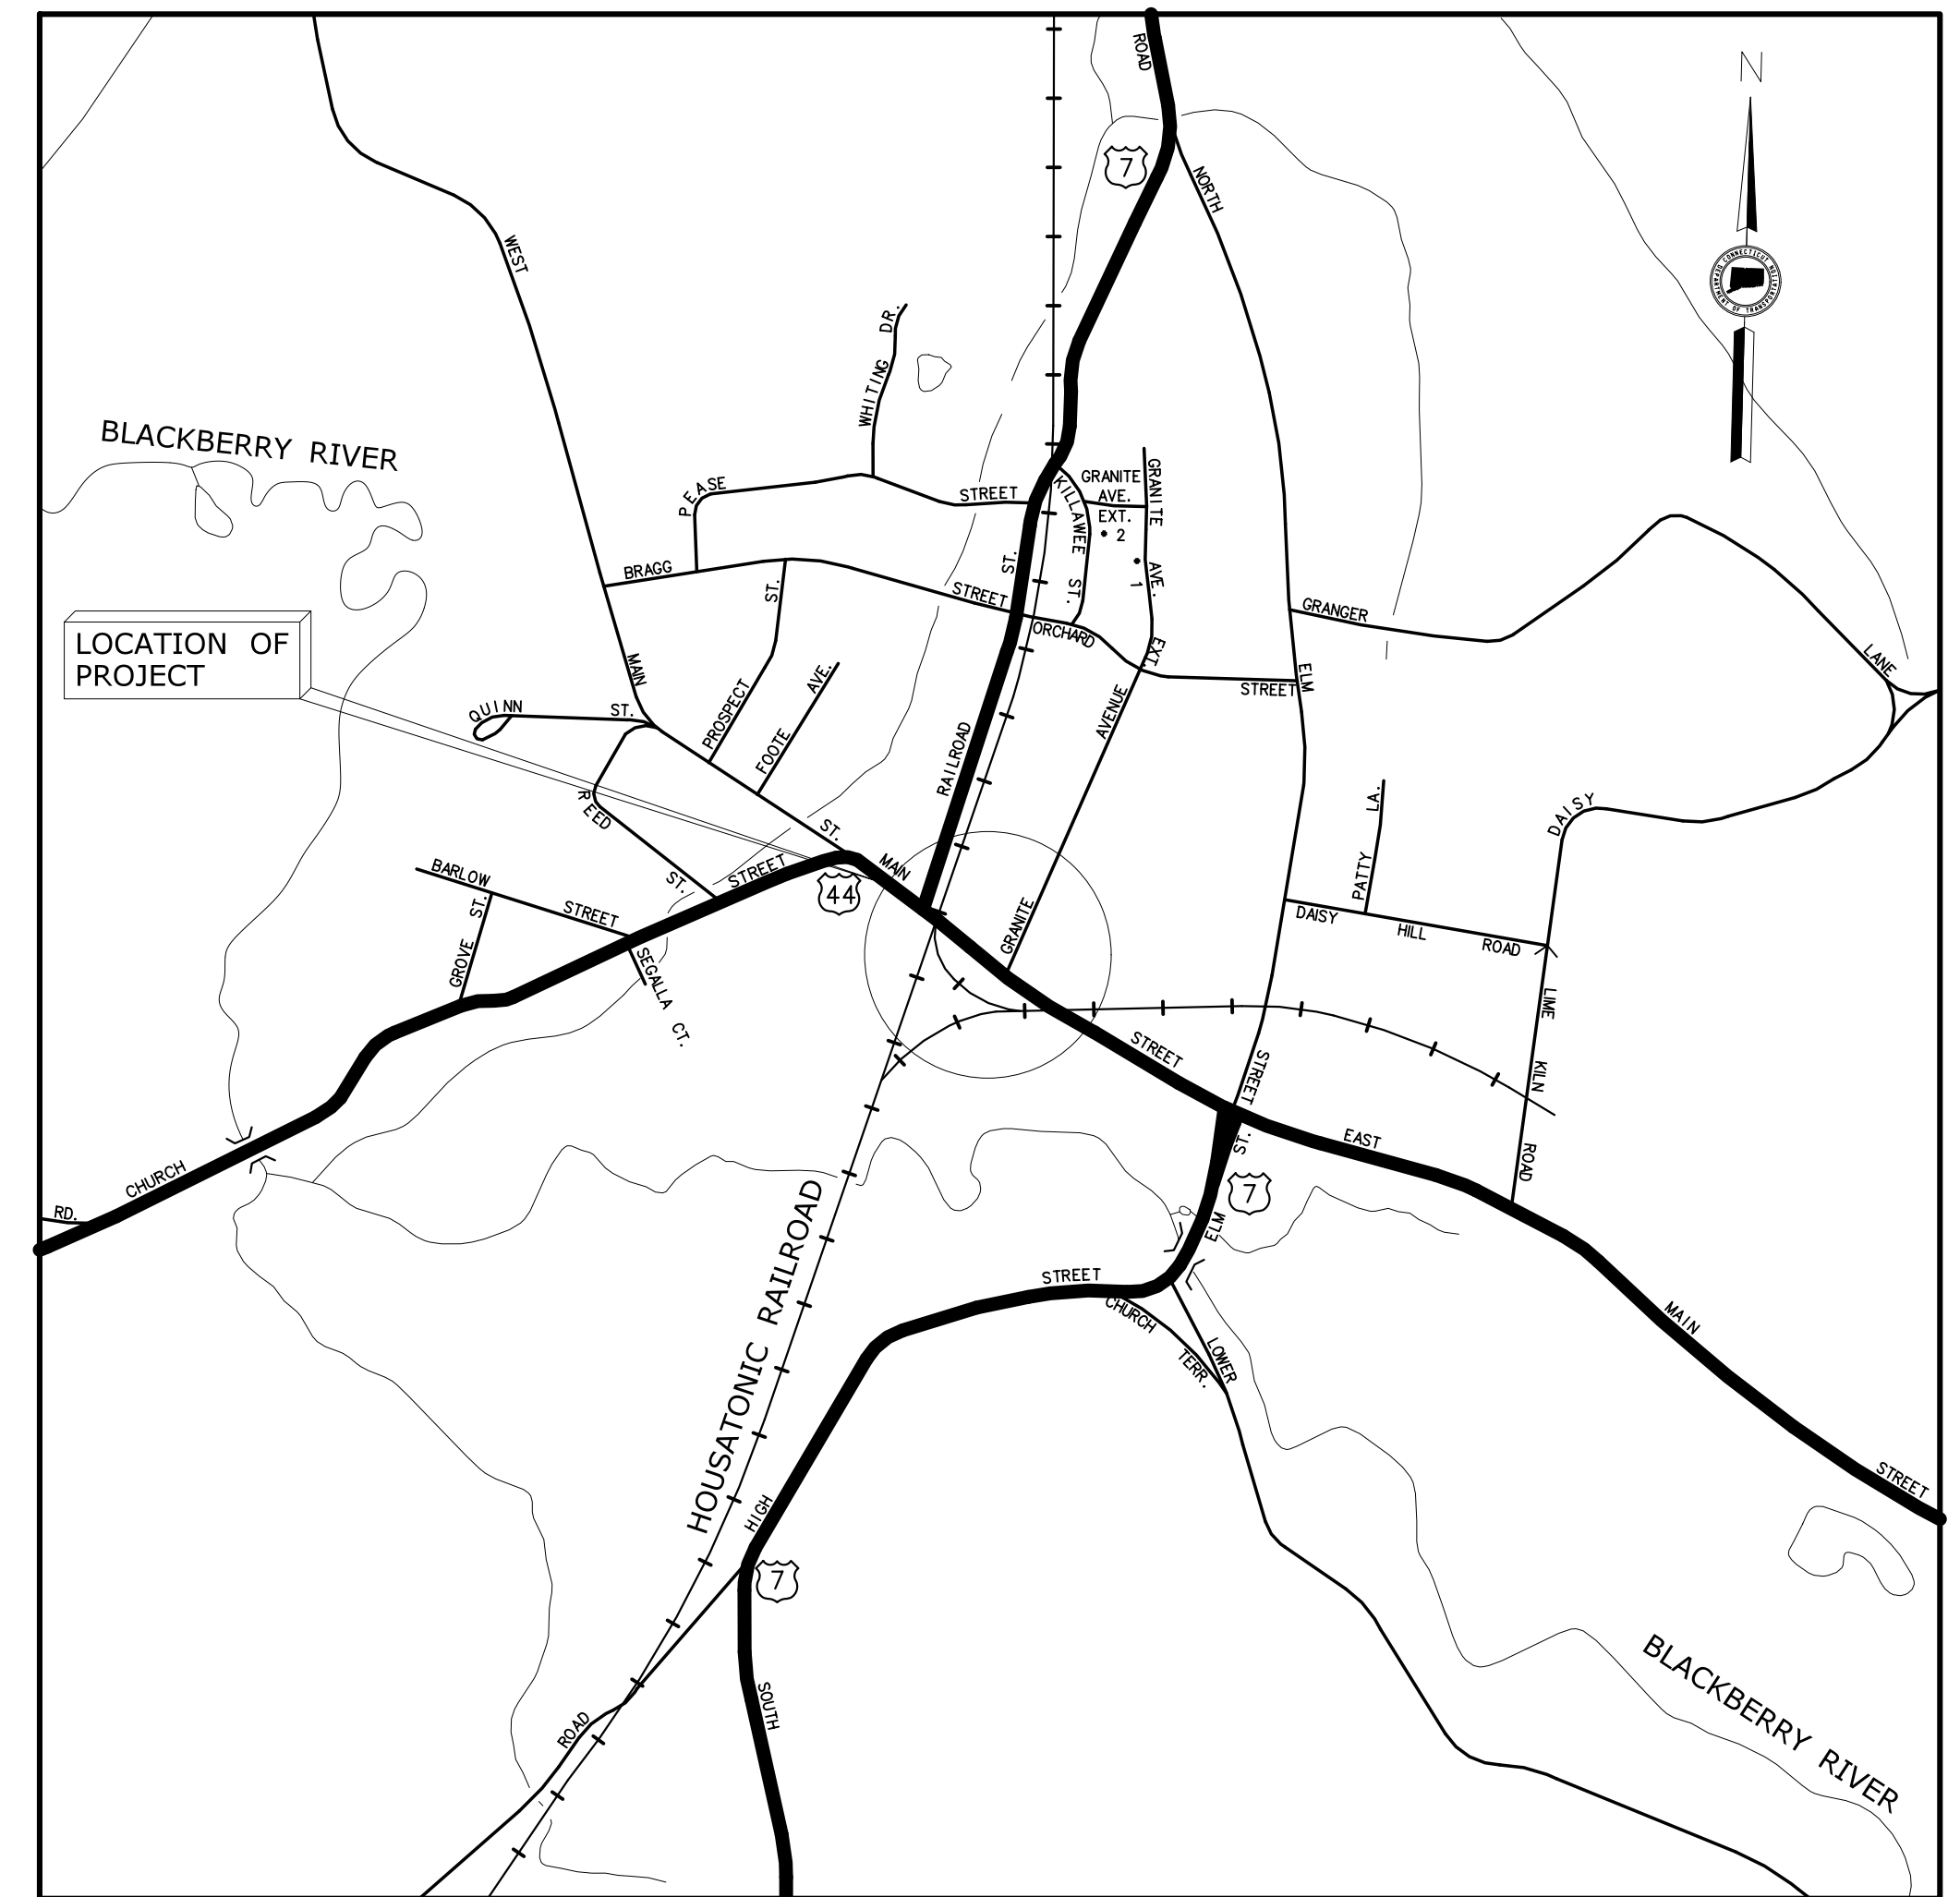 ROAD
N
7
NORTH
CONNECTICUT
DEPARTMENT OF TRANSPORTATION
WEST
WHITING DR.
BLACKBERRY RIVER
PEASE STREET
KILLAWEE ST.
GRANITE
AVE.
EXT.
2
1
GRANITE AVE. EXT.
BRAGG STREET
ST.
ORCHARD STREET
GRANGER LANE
LOCATION OF
PROJECT
MAIN ST.
ELM STREET
QUINN ST.
PROSPECT ST.
FOOTE AVE.
RAILROAD
GRANITE AVENUE
REED ST.
BARLOW STREET
GROVE ST.
SEGALLA CT.
STREET
44
MAIN STREET
PATTY LA.
DAISY
DAISY HILL ROAD
LIME KILN ROAD
EAST MAIN STREET
CHURCH
RD.
ELM ST.
7
HOUSATONIC RAILROAD
STREET
CHURCH TERR.
LOWER
HIGH
7
SOUTH
ROAD
BLACKBERRY RIVER